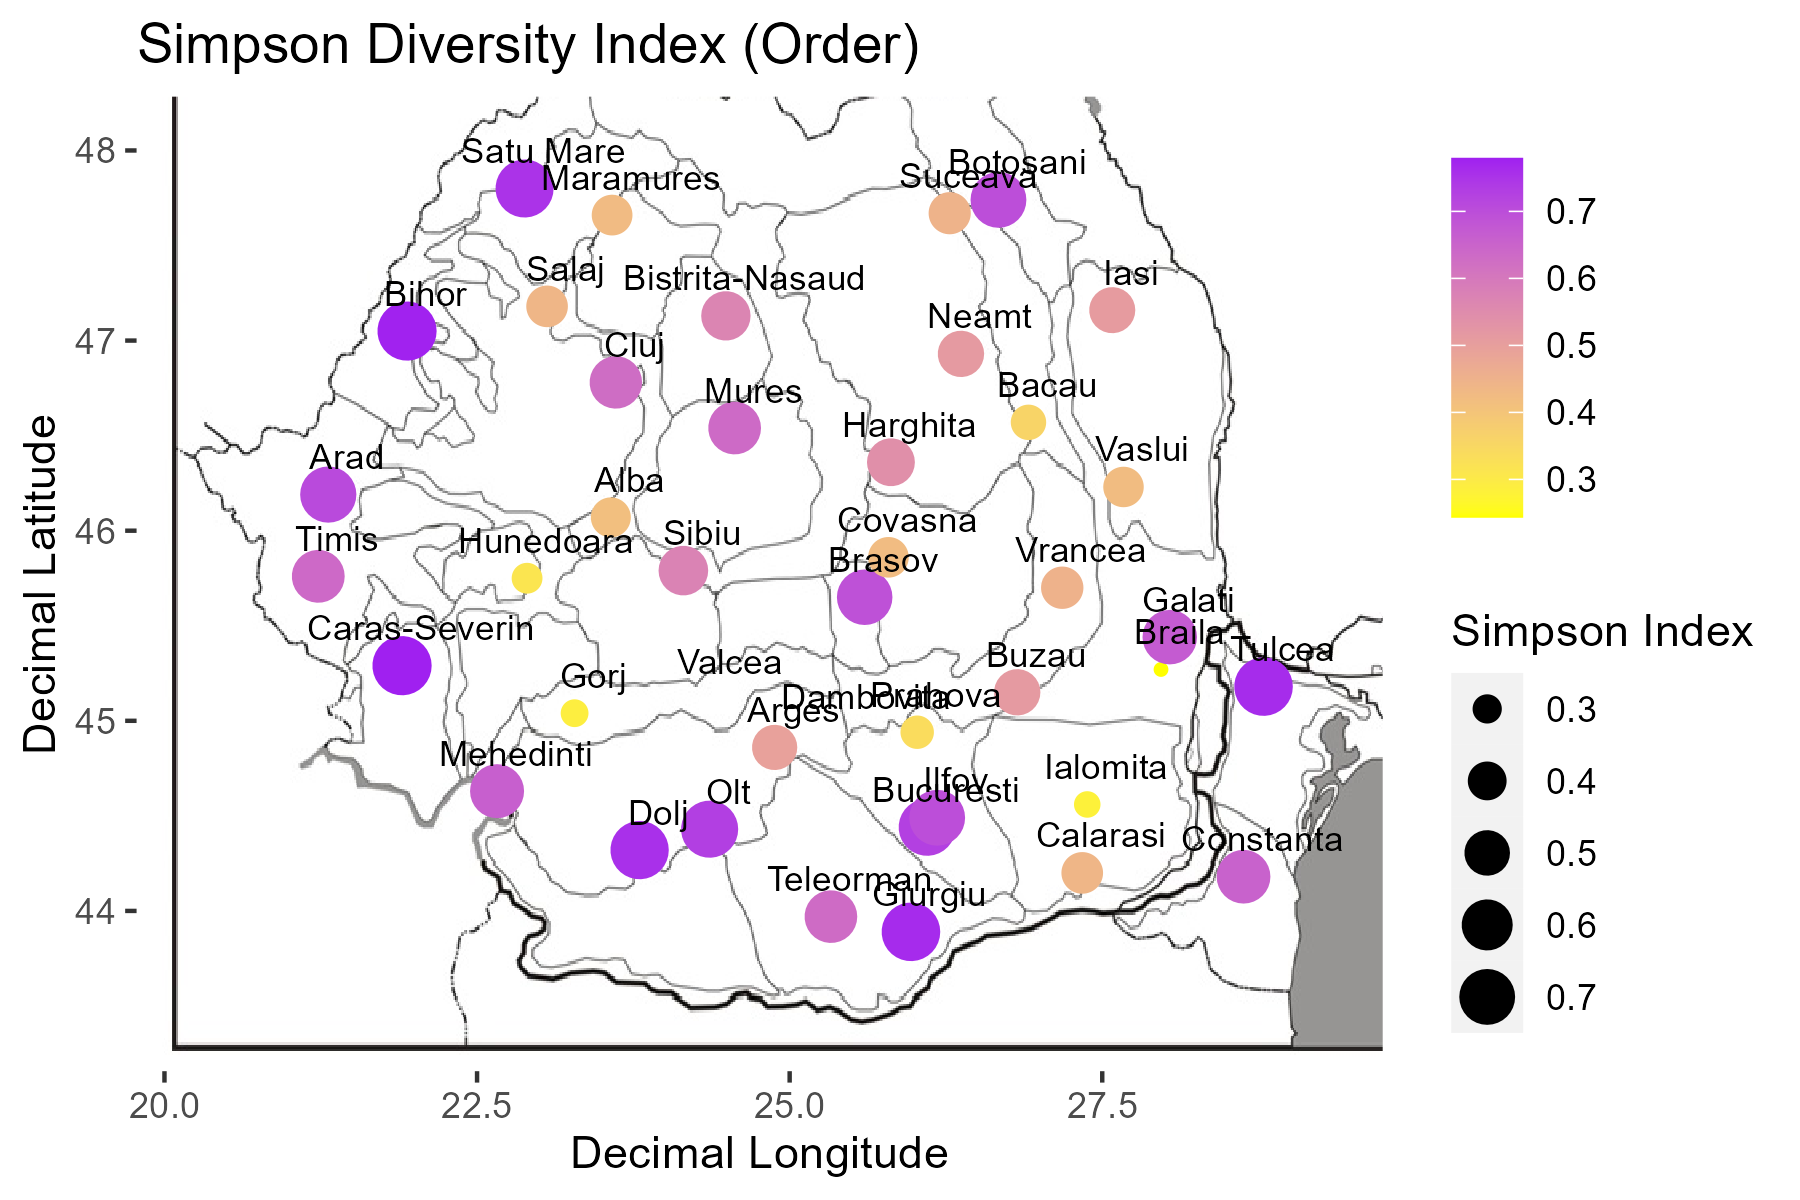 Simpson Diversity Index (Order)
Decimal Latitude
48
47
46
45
44
Satu Mare
Maramures
Botosani
Suceava
Salaj
Bistrita-Nasaud
Iasi
Bihor
Neamt
Cluj
Mures
Bacau
Harghita
Vaslui
Arad
Alba
Covasna
Timis
Hunedoara
Sibiu
Brasov
Vrancea
Galati
Braila
Caras-Severin
Tulcea
Valcea
Buzau
Gorj
Dambovita
Prahova
Arges
Mehedinti
Ialomita
Ilfov
Bucuresti
Olt
Dolj
Calarasi
Constanta
Teleorman
Giurgiu
20.0
22.5
25.0
27.5
Decimal Longitude
0.7
0.6
0.5
0.4
0.3
Simpson Index
0.3
0.4
0.5
0.6
0.7